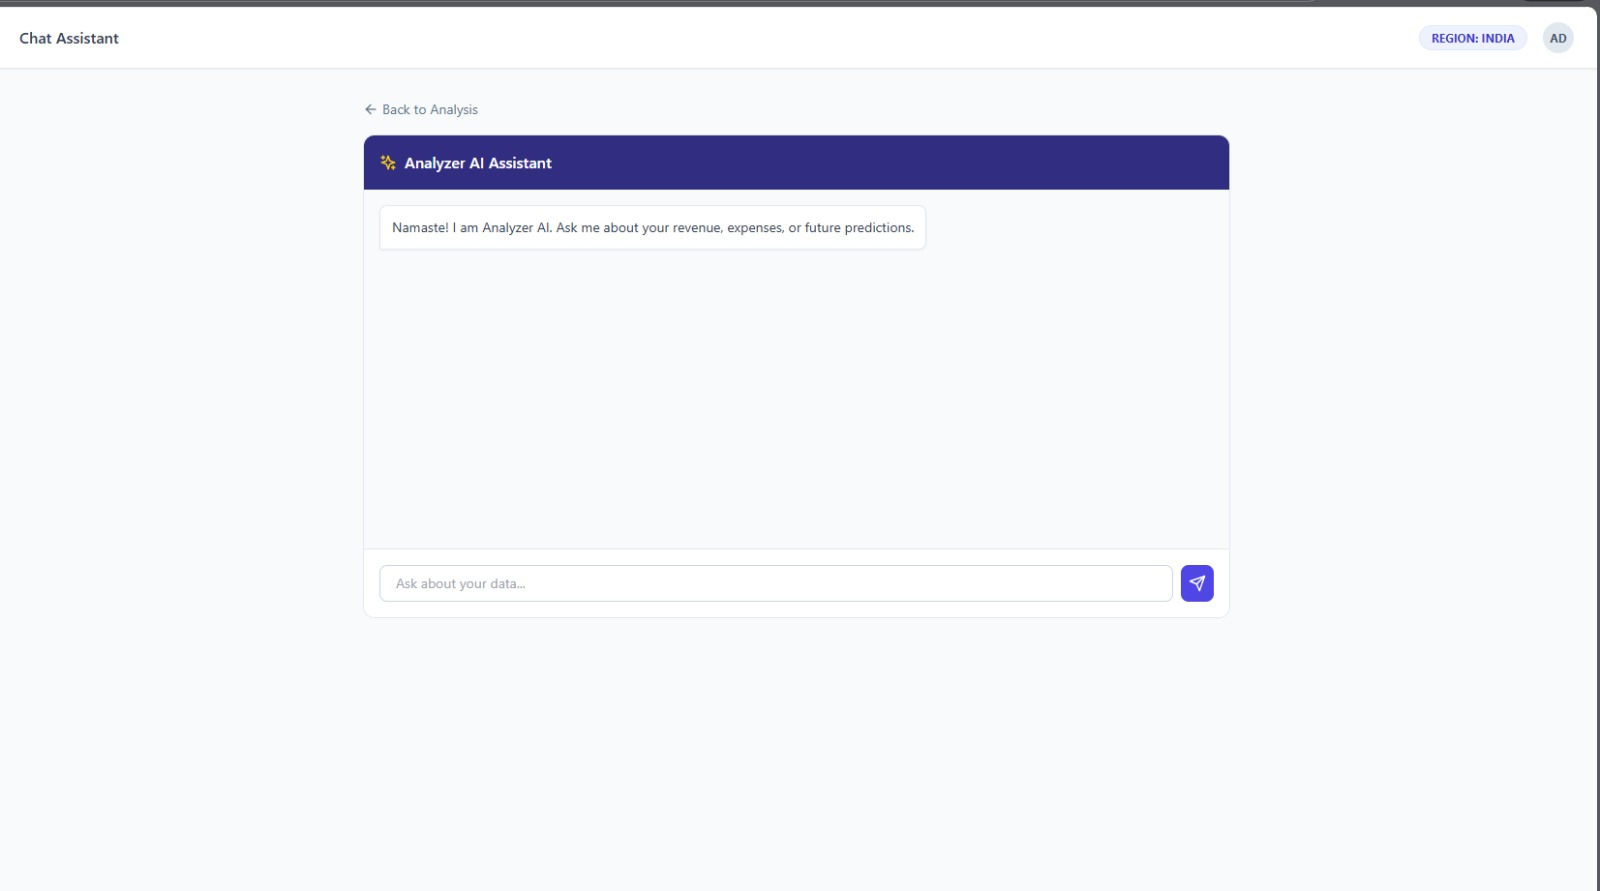 Chat Assistant
REGION: INDIA
AD
← Back to Analysis
Analyzer AI Assistant
Namaste! I am Analyzer AI. Ask me about your revenue, expenses, or future predictions.
Ask about your data...